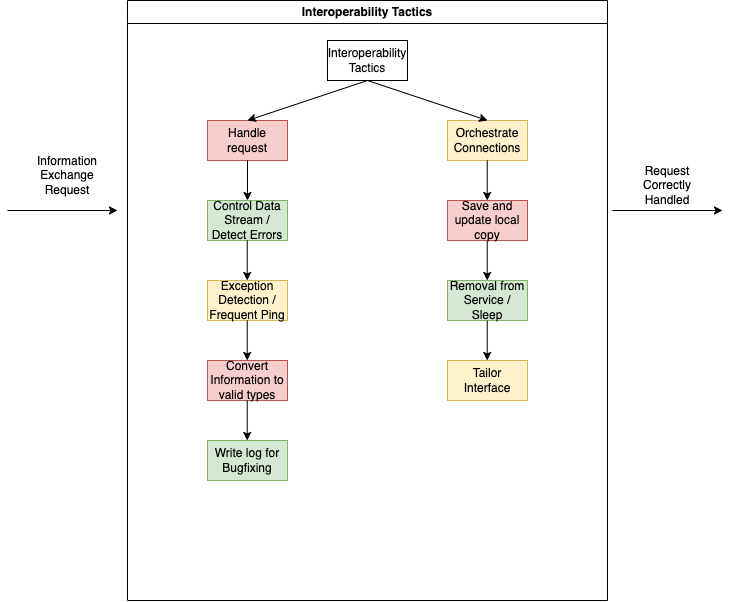 Interoperability Tactics
Interoperability
Tactics
Handle
request
Orchestrate
Connections
Information
Exchange
Request
Request
Correctly
Handled
Control Data
Stream /
Detect Errors
Save and
update local
copy
Exception
Detection /
Frequent Ping
Removal from
Service /
Sleep
Convert
Information to
valid types
Tailor
Interface
Write log for
Bugfixing